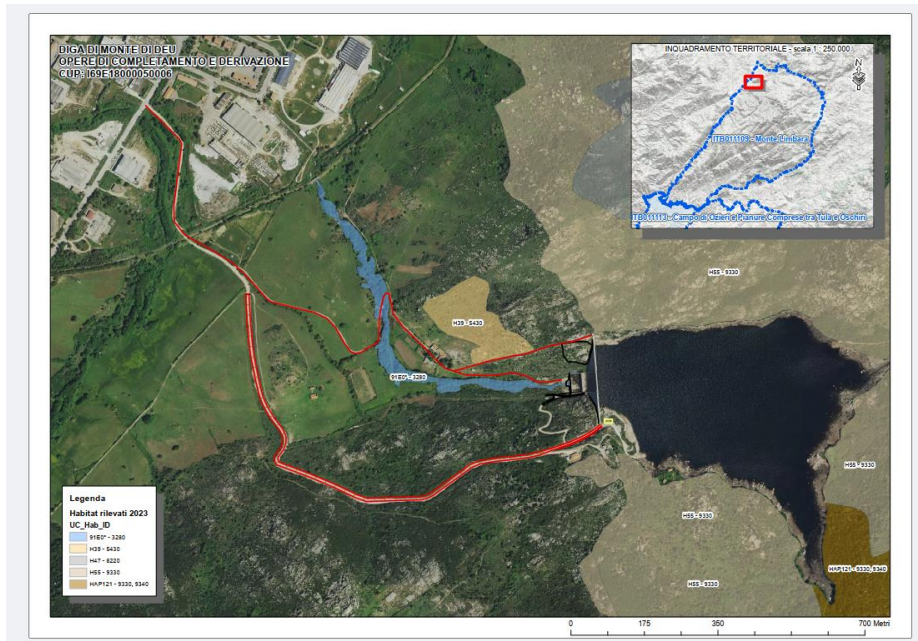 DIGA DI MONTE DI DEU
OPERE DI COMPLETAMENTO E DERIVAZIONE
CUP: I69E18000050006
INQUADRAMENTO TERRITORIALE - scala 1 : 250.000
N
ITB011109 - Monte Limbara
ITB011113 - Campo di Ozieri e Pianure Comprese tra Tula e Oschiri
H55 - 9330
H39 - 5430
91E0* - 3280
H55 - 9330
H55 - 9330
HAP121 - 9330, 9340
H55 - 9330
Legenda
Habitat rilevati 2023
UC_Hab_ID
91E0* - 3280
H39 - 5430
H47 - 8220
H55 - 9330
HAP121 - 9330, 9340
0 175 350 700 Metri